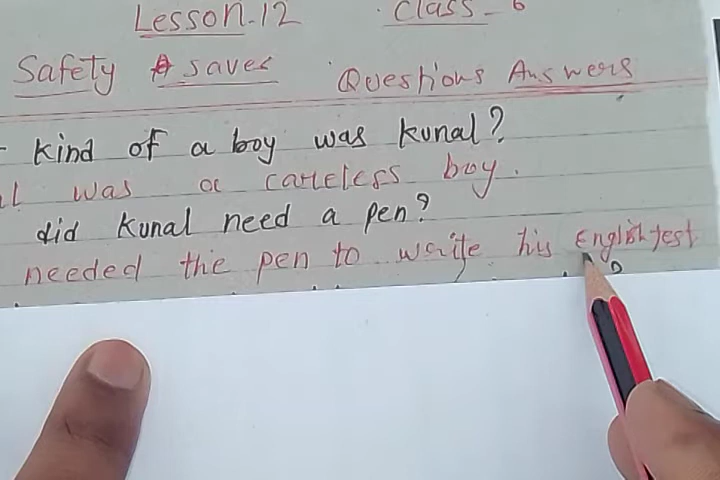 Lesson-12 Class-6
Safety saves Questions Answers
kind of a boy was kunal?
was a careless boy.
did kunal need a pen?
needed the pen to write his English test